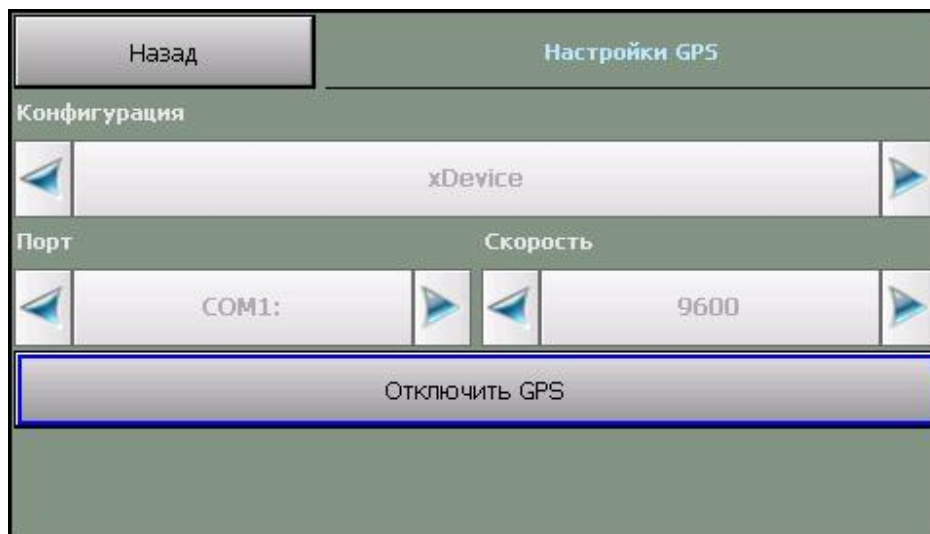 Назад
Настройки GPS
Конфигурация
xDevice
Порт
Скорость
COM1:
9600
Отключить GPS